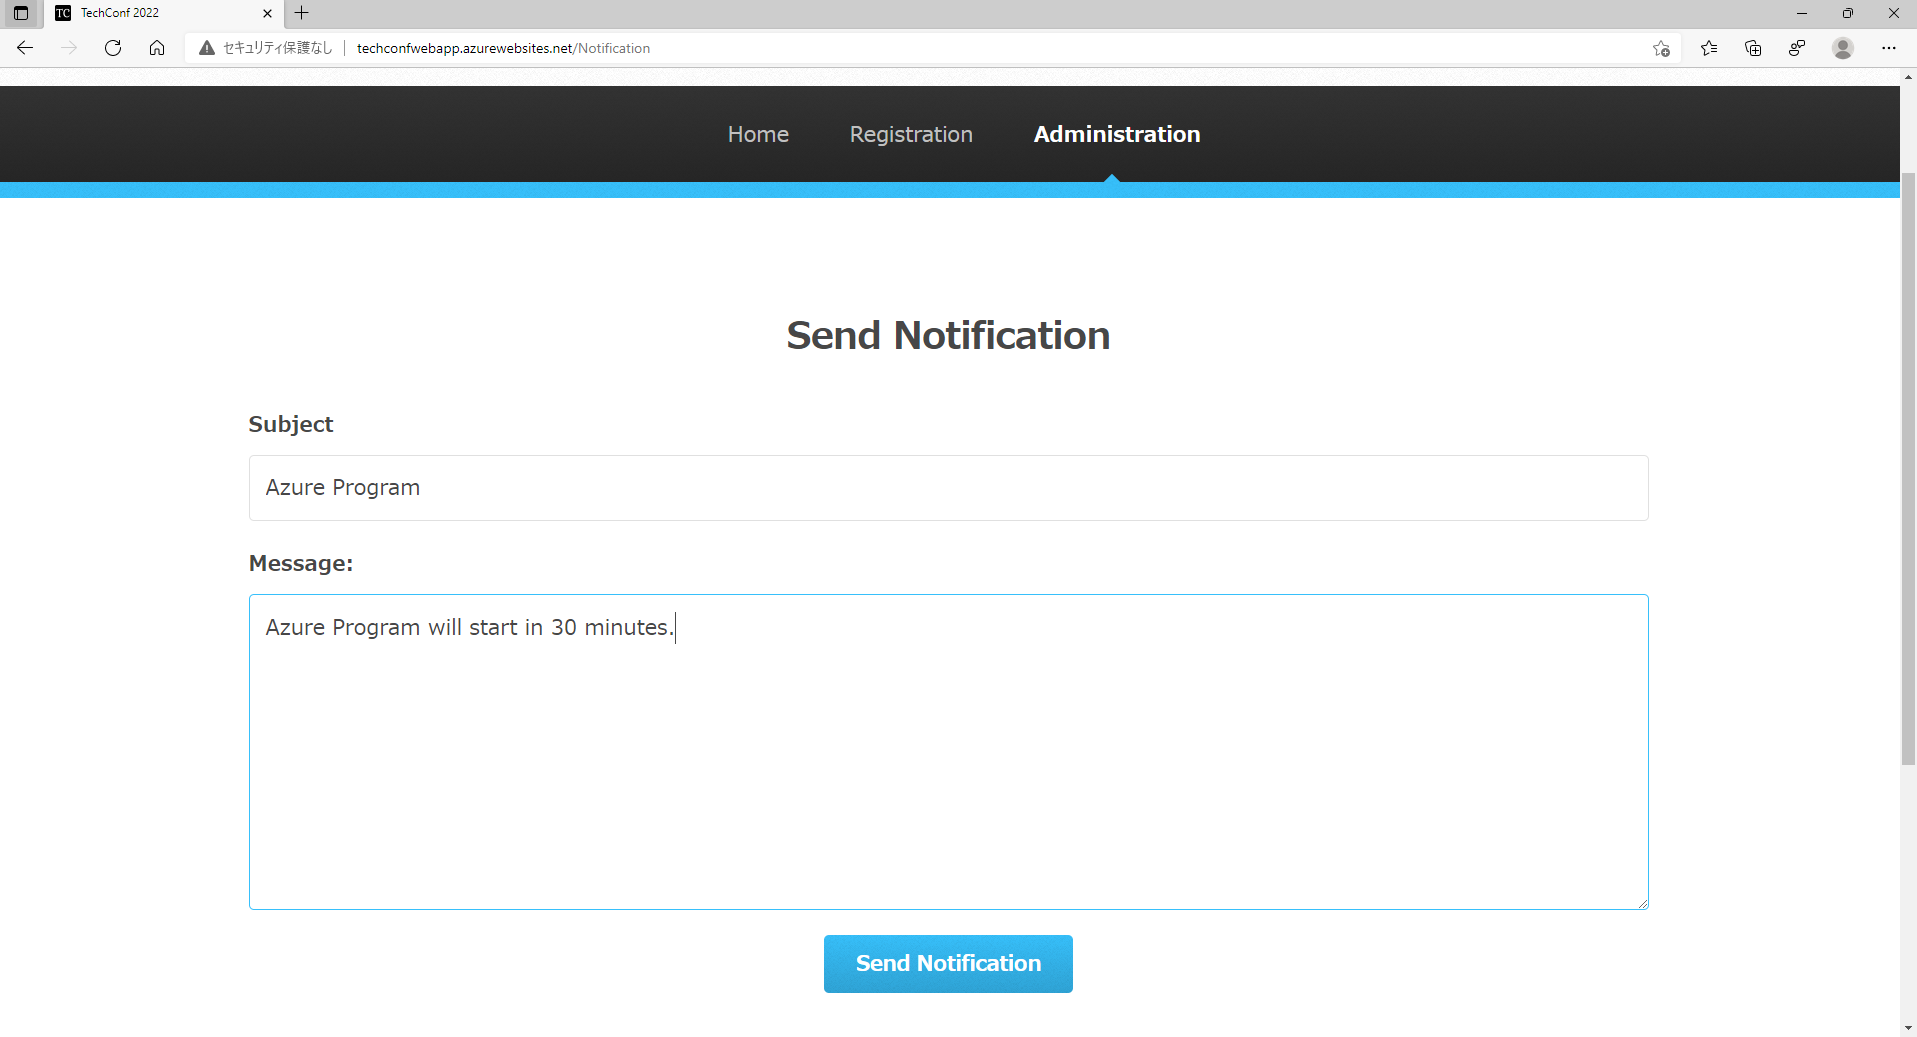 TC TechConf 2022
セキュリティ保護なし techconfwebapp.azurewebsites.net/Notification
Home Registration Administration
Send Notification
Subject
Azure Program
Message:
Azure Program will start in 30 minutes.
Send Notification